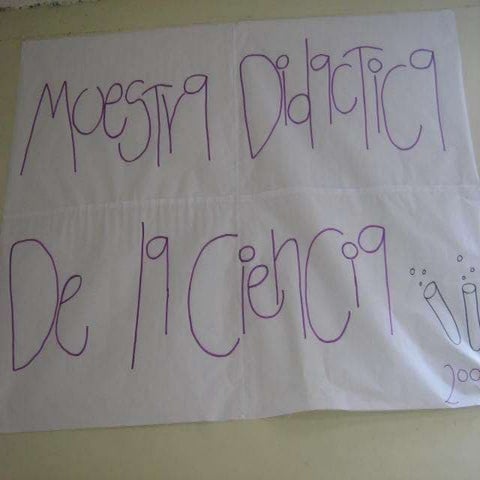 MUESTRA DIDACTICA
De la CienCia